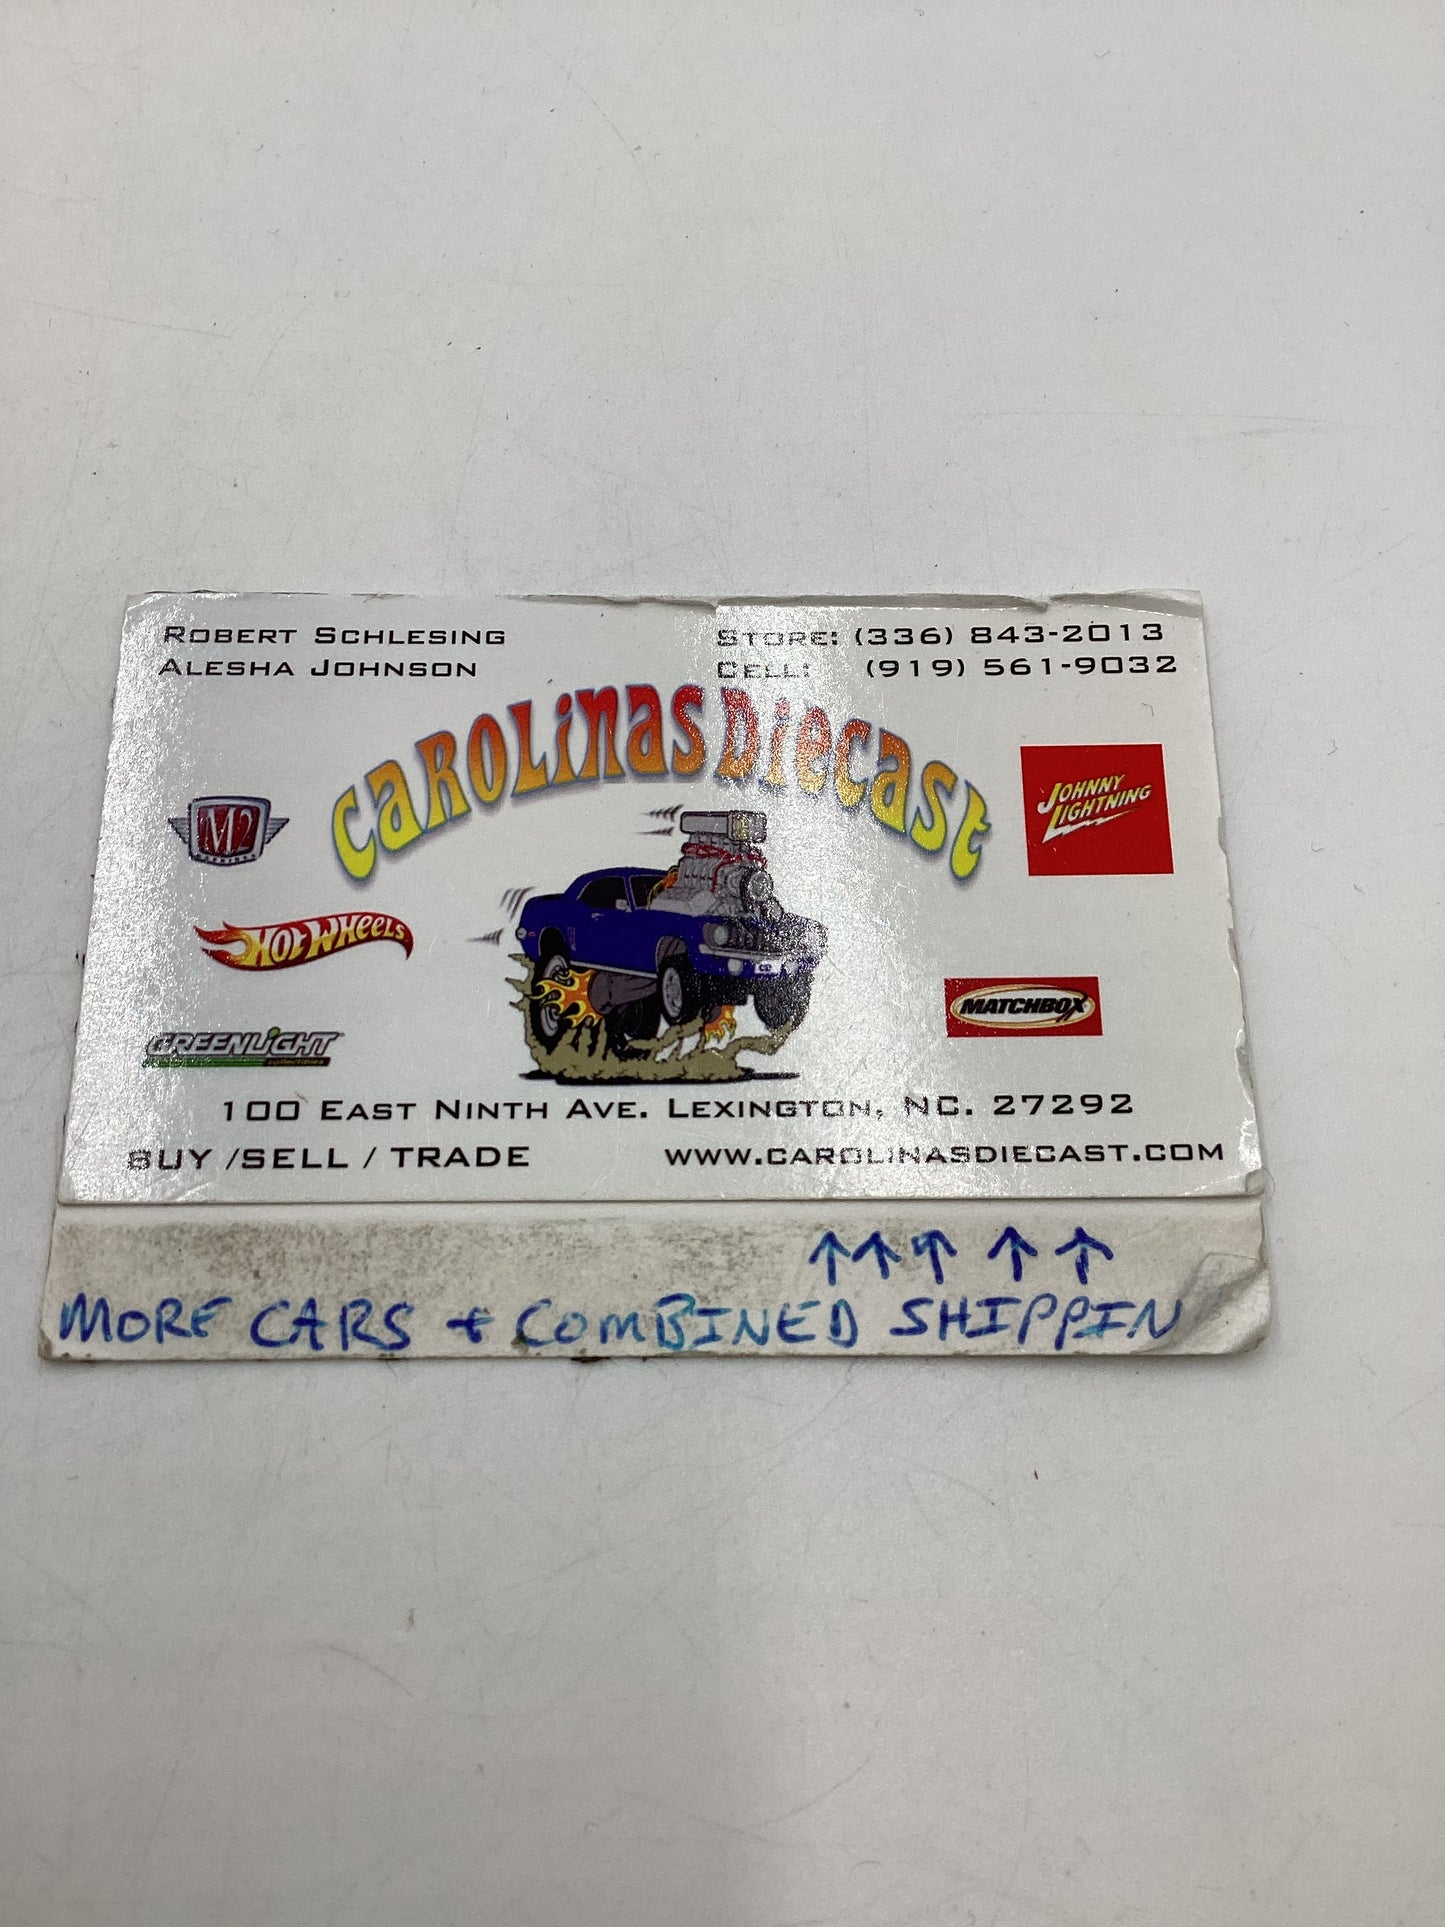 ROBERT SCHLESING
ALESHA JOHNSON
STORE: (336) 843-2013
CELL: (919) 561-9032
CAROLINAS DIECAST
M2
MACHINES
JOHNNY
LIGHTNING
HOT WHEELS
MATCHBOX
GREENLIGHT
collectibles
100 EAST NINTH AVE. LEXINGTON, NC. 27292
BUY /SELL / TRADE
WWW.CAROLINASDIECAST.COM
↑↑↑↑↑
MORE CARS + COMBINED SHIPPIN